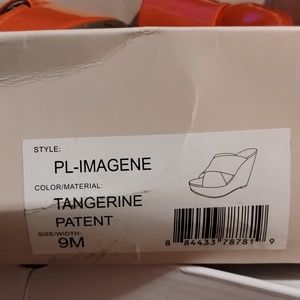 STYLE:
PL-IMAGENE
COLOR/MATERIAL:
TANGERINE
PATENT
SIZE/WIDTH:
9M
8 84433 78781 9